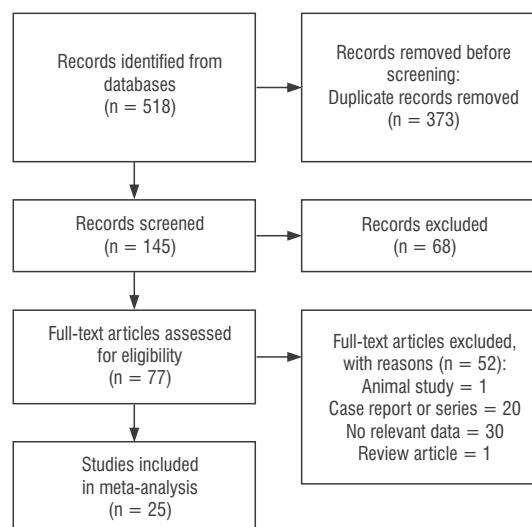 Records identified from
databases
(n = 518)
Records removed before
screening:
Duplicate records removed
(n = 373)
Records screened
(n = 145)
Records excluded
(n = 68)
Full-text articles assessed
for eligibility
(n = 77)
Full-text articles excluded,
with reasons (n = 52):
Animal study = 1
Case report or series = 20
No relevant data = 30
Review article = 1
Studies included
in meta-analysis
(n = 25)